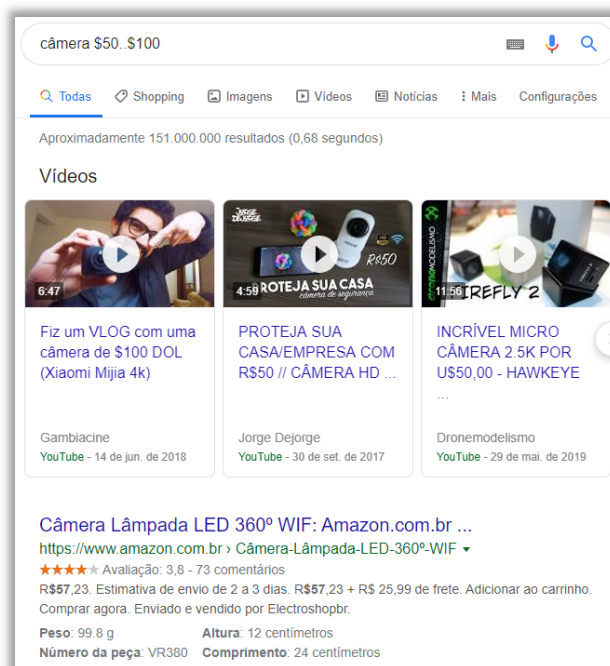 câmera $50..$100
Todas Shopping Imagens Vídeos Notícias Mais Configurações
Aproximadamente 151.000.000 resultados (0,68 segundos)
Vídeos
JORGE DEJORGE
R$50
PROTEJA SUA CASA
câmera de segurança
DRONEMODELISMO
FIREFLY 2
6:47
4:59
11:56
Fiz um VLOG com uma
câmera de $100 DOL
(Xiaomi Mijia 4k)
Gambiacine
YouTube - 14 de jun. de 2018
PROTEJA SUA
CASA/EMPRESA COM
R$50 // CÂMERA HD ...
Jorge Dejorge
YouTube - 30 de set. de 2017
INCRÍVEL MICRO
CÂMERA 2.5K POR
U$50,00 - HAWKEYE
...
Dronemodelismo
YouTube - 29 de mai. de 2019
Câmera Lâmpada LED 360º WIF: Amazon.com.br ...
https://www.amazon.com.br › Câmera-Lâmpada-LED-360º-WIF
Avaliação: 3,8 - 73 comentários
R$57,23. Estimativa de envio de 2 a 3 dias. R$57,23 + R$ 25,99 de frete. Adicionar ao carrinho.
Comprar agora. Enviado e vendido por Electroshopbr.
Peso: 99.8 g Altura: 12 centímetros
Número da peça: VR380 Comprimento: 24 centímetros